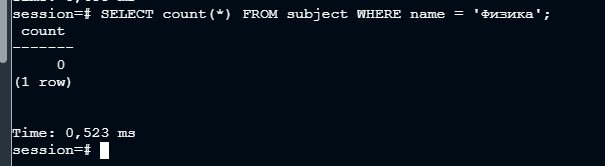 session=# SELECT count(*) FROM subject WHERE name = 'Физика';
count
-------
0
(1 row)
Time: 0,523 ms
session=#